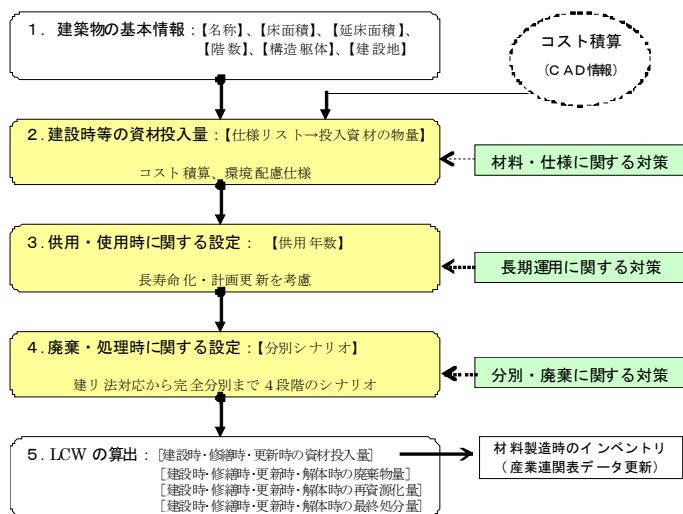 1. 建築物の基本情報:【名称】、【床面積】、【延床面積】、
【階数】、【構造躯体】、【建設地】
コスト積算
(CAD情報)
2. 建設時等の資材投入量:【仕様リスト→投入資材の物量】
コスト積算、環境配慮仕様
材料・仕様に関する対策
3. 供用・使用時に関する設定: 【供用年数】
長寿命化・計画更新を考慮
長期運用に関する対策
4. 廃棄・処理時に関する設定:【分別シナリオ】
建リ法対応から完全分別まで4段階のシナリオ
分別・廃棄に関する対策
5. LCWの算出: [建設時・修繕時・更新時の資材投入量]
[建設時・修繕時・更新時・解体時の廃棄物量]
[建設時・修繕時・更新時・解体時の再資源化量]
[建設時・修繕時・更新時・解体時の最終処分量]
材料製造時のインベントリ
(産業連関表データ更新)